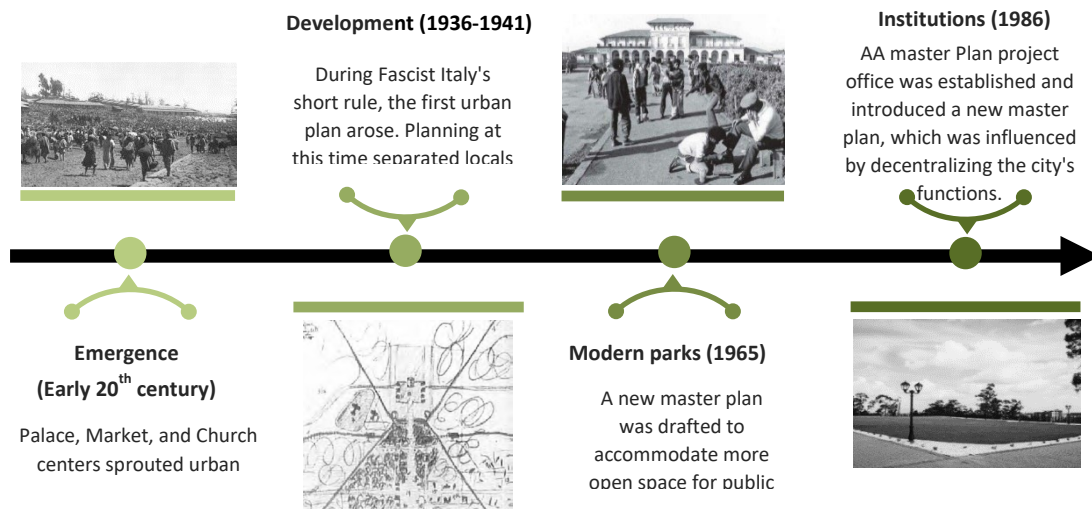 Development (1936-1941)
During Fascist Italy's
short rule, the first urban
plan arose. Planning at
this time separated locals
Institutions (1986)
AA master Plan project
office was established and
introduced a new master
plan, which was influenced
by decentralizing the city's
functions.
Emergence
(Early 20th century)
Palace, Market, and Church
centers sprouted urban
Modern parks (1965)
A new master plan
was drafted to
accommodate more
open space for public